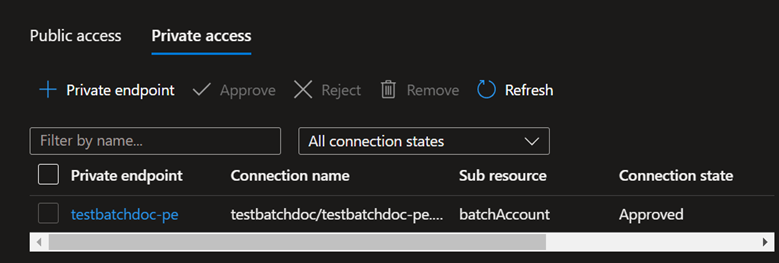 Public access Private access
Private endpoint Approve Reject Remove Refresh
Filter by name... All connection states
Private endpoint Connection name Sub resource Connection state
testbatchdoc-pe testbatchdoc/testbatchdoc-pe.... batchAccount Approved